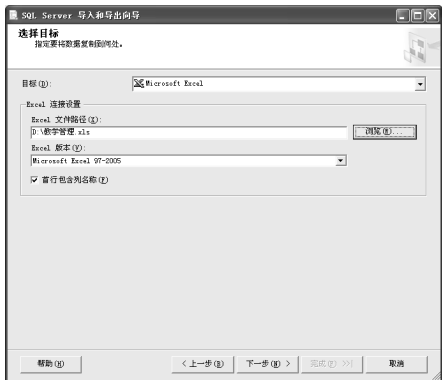 SQL Server 导入和导出向导
选择目标
指定要将数据复制到何处。
目标(D):
Microsoft Excel
Excel 连接设置
Excel 文件路径(X):
D:\教学管理.xls
浏览(R)...
Excel 版本(V):
Microsoft Excel 97-2005
首行包含列名称(F)
帮助(H)
< 上一步(B)
下一步(N) >
完成(F) >>|
取消